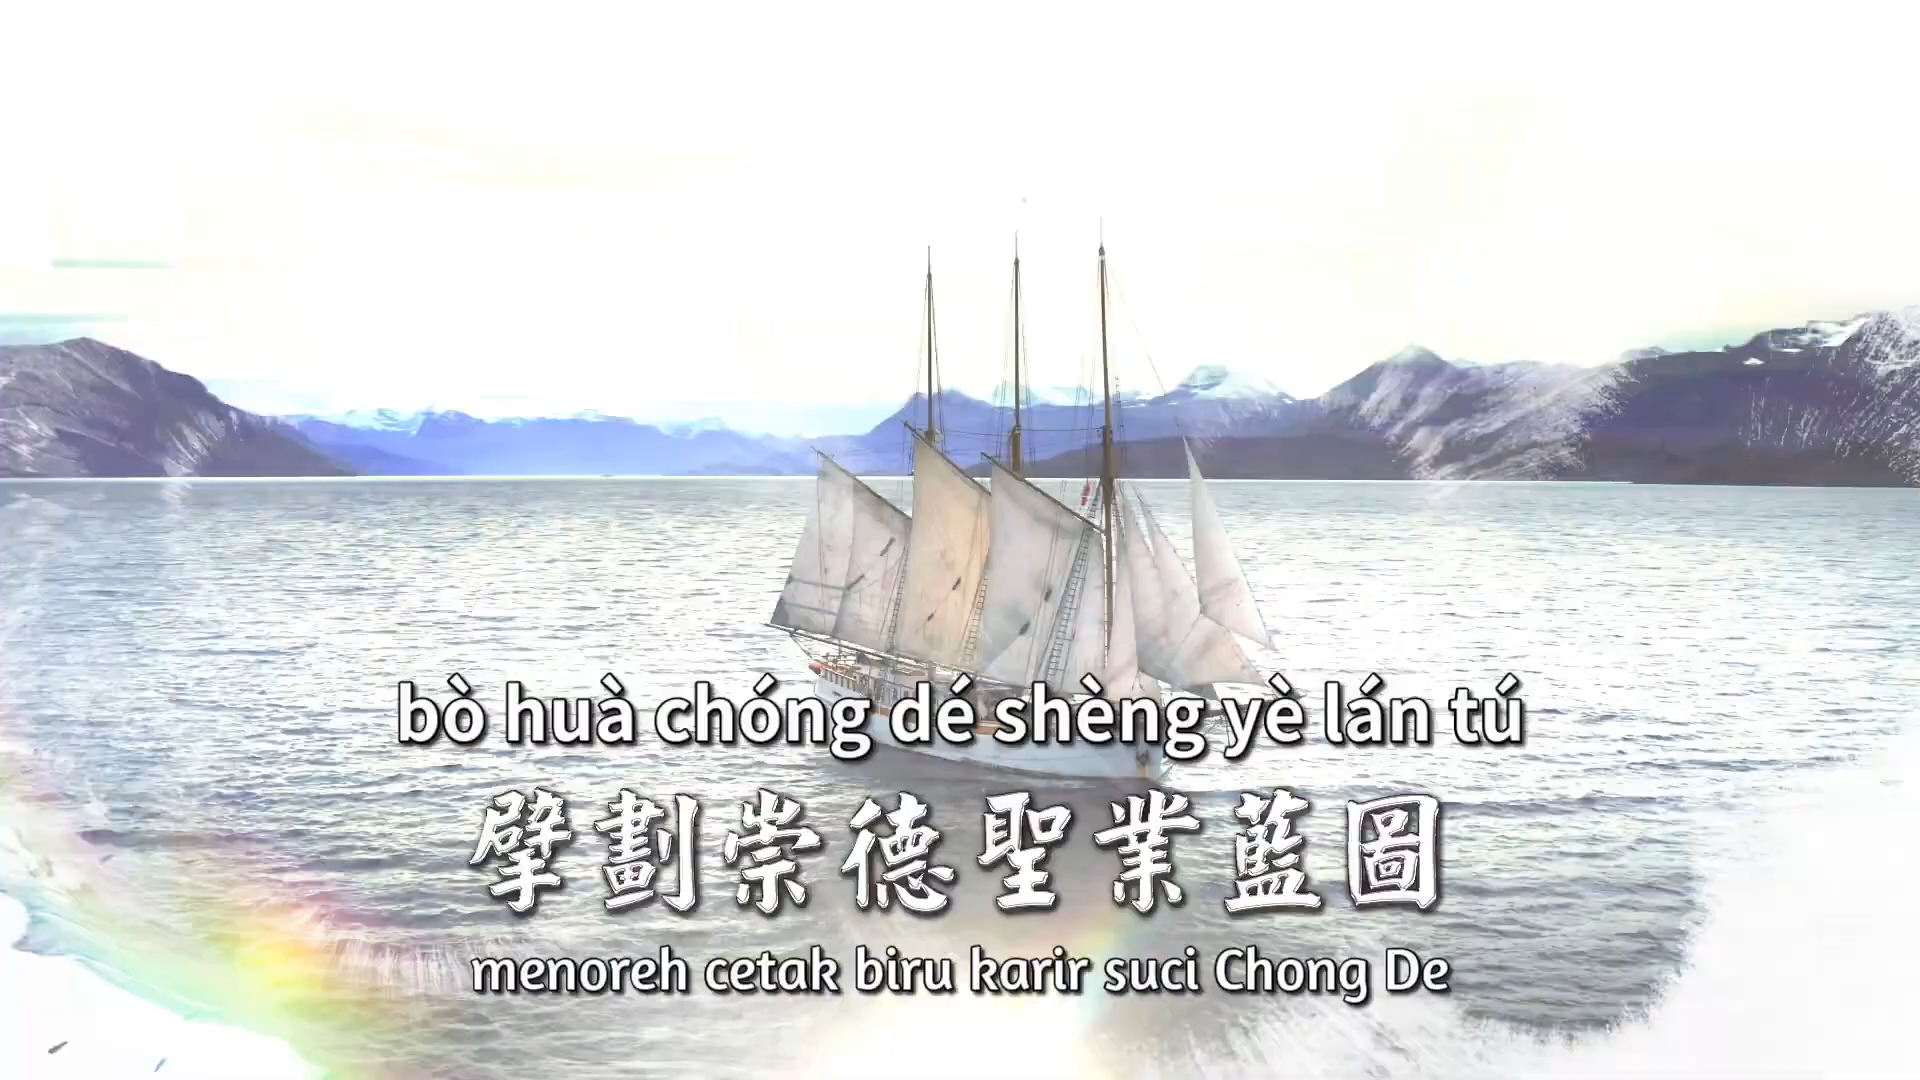 bò huà chóng dé shèng yè lán tú
擘劃崇德聖業藍圖
menoreh cetak biru karir suci Chong De